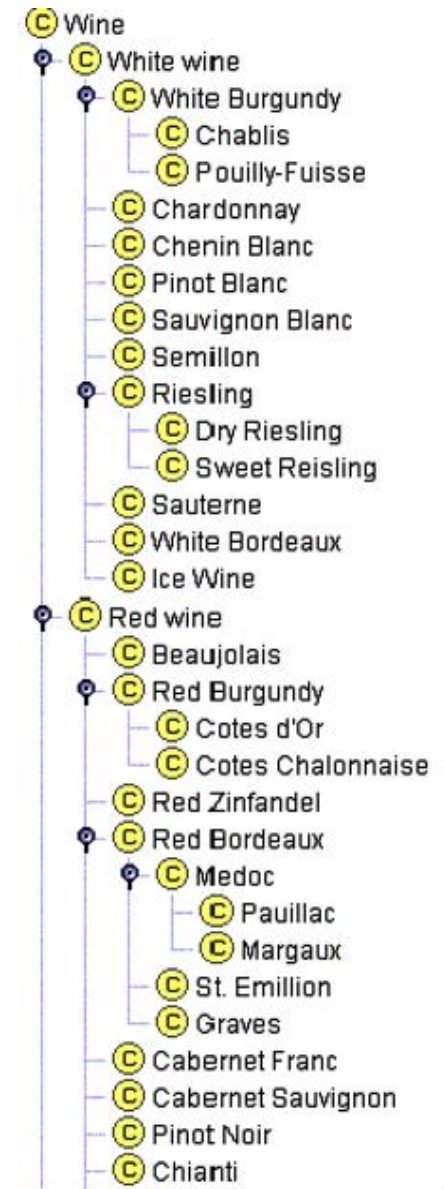 C Wine
C White wine
C White Burgundy
C Chablis
C Pouilly-Fuisse
C Chardonnay
C Chenin Blanc
C Pinot Blanc
C Sauvignon Blanc
C Semillon
C Riesling
C Dry Riesling
C Sweet Reisling
C Sauterne
C White Bordeaux
C Ice Wine
C Red wine
C Beaujolais
C Red Burgundy
C Cotes d'Or
C Cotes Chalonnaise
C Red Zinfandel
C Red Bordeaux
C Medoc
C Pauillac
C Margaux
C St. Emillion
C Graves
C Cabernet Franc
C Cabernet Sauvignon
C Pinot Noir
C Chianti